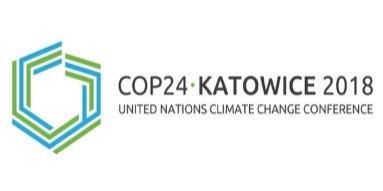 COP24·KATOWICE 2018
UNITED NATIONS CLIMATE CHANGE CONFERENCE